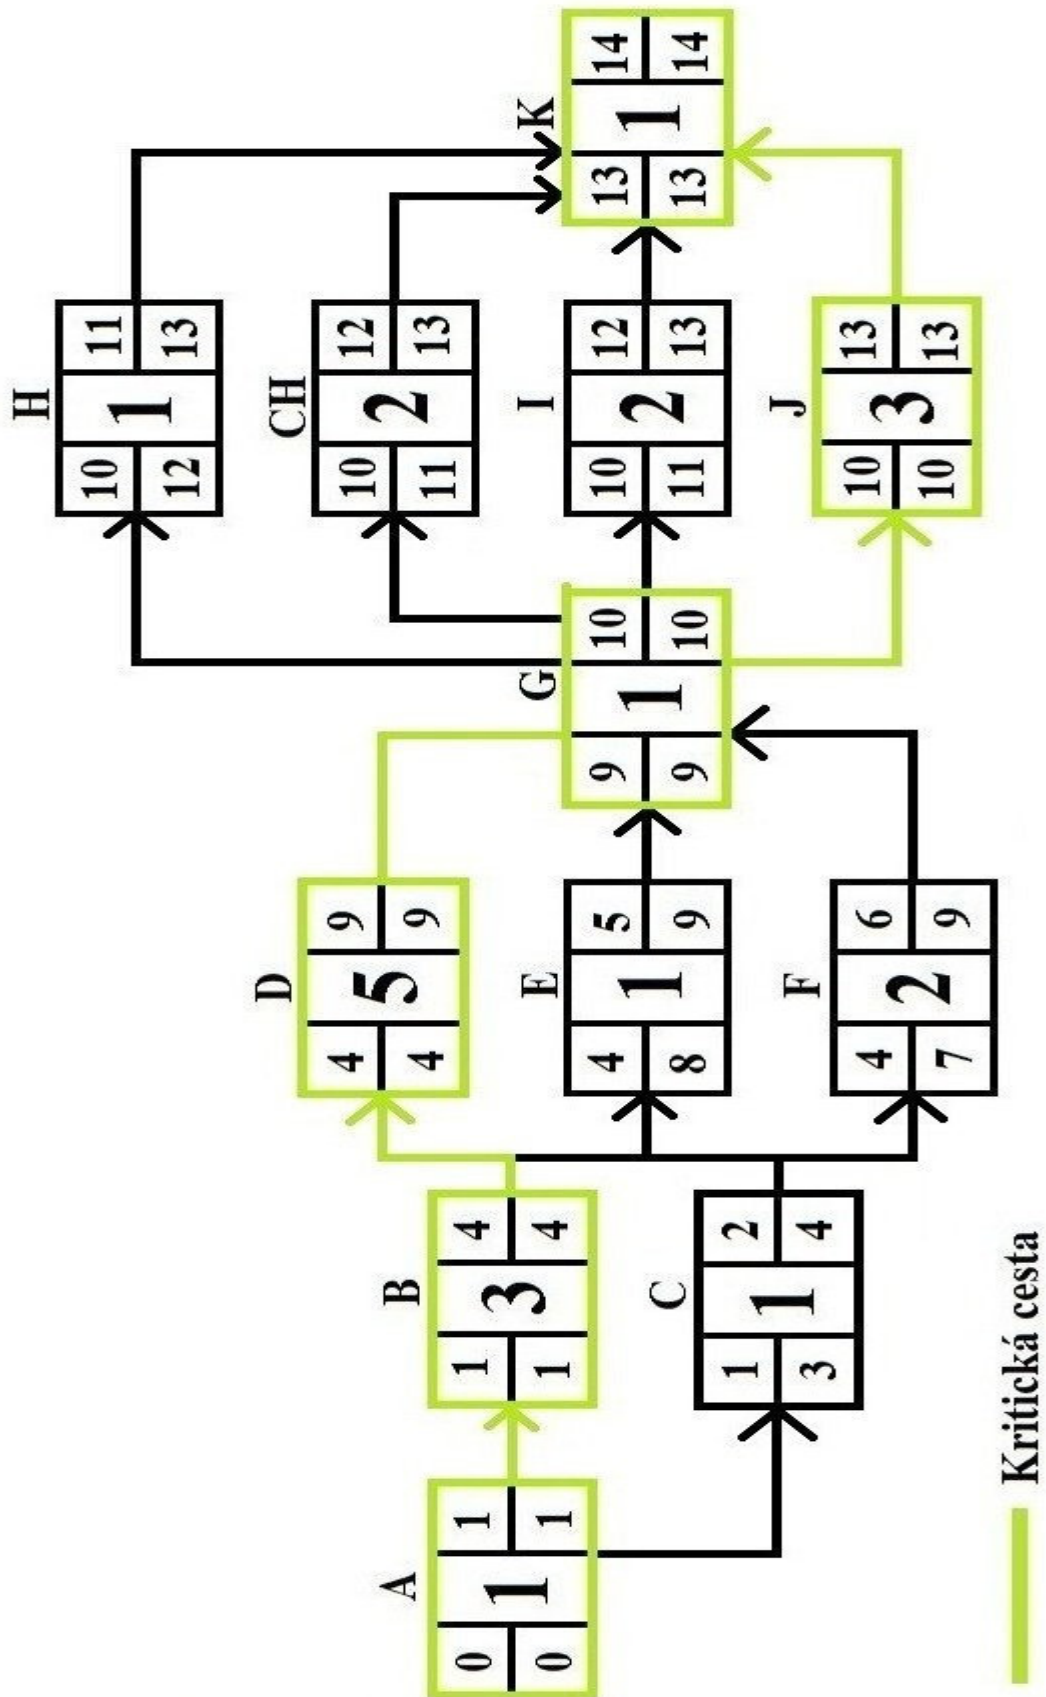 A
0 1 1
0 1
B
1 3 4
1 4
C
1 1 2
3 4
D
4 5 9
4 9
E
4 1 5
8 9
F
4 2 6
7 9
G
9 1 10
9 10
H
10 1 11
12 13
CH
10 2 12
11 13
I
10 2 12
11 13
J
10 3 13
10 13
K
13 1 14
13 14
Kritická cesta